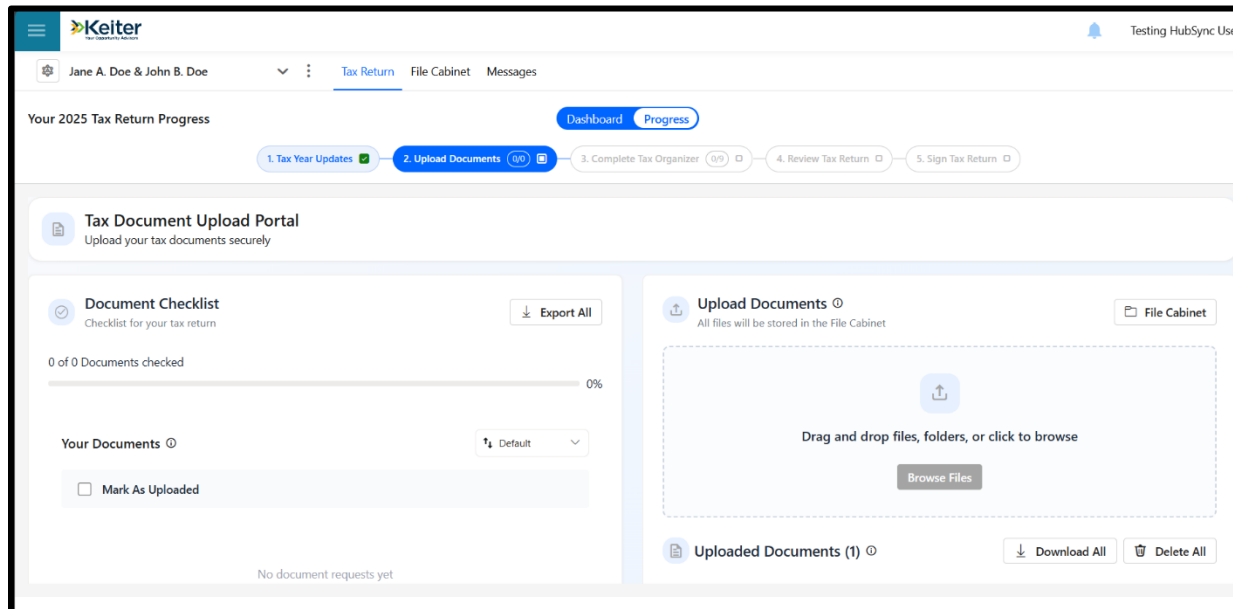 Keiter
Your Opportunity Advisors
Testing HubSync Use
Jane A. Doe & John B. Doe
Tax Return
File Cabinet
Messages
Your 2025 Tax Return Progress
Dashboard
Progress
1. Tax Year Updates
2. Upload Documents 0/0
3. Complete Tax Organizer 0/9
4. Review Tax Return
5. Sign Tax Return
Tax Document Upload Portal
Upload your tax documents securely
Document Checklist
Checklist for your tax return
Export All
0 of 0 Documents checked
0%
Your Documents
Default
Mark As Uploaded
No document requests yet
Upload Documents
All files will be stored in the File Cabinet
File Cabinet
Drag and drop files, folders, or click to browse
Browse Files
Uploaded Documents (1)
Download All
Delete All